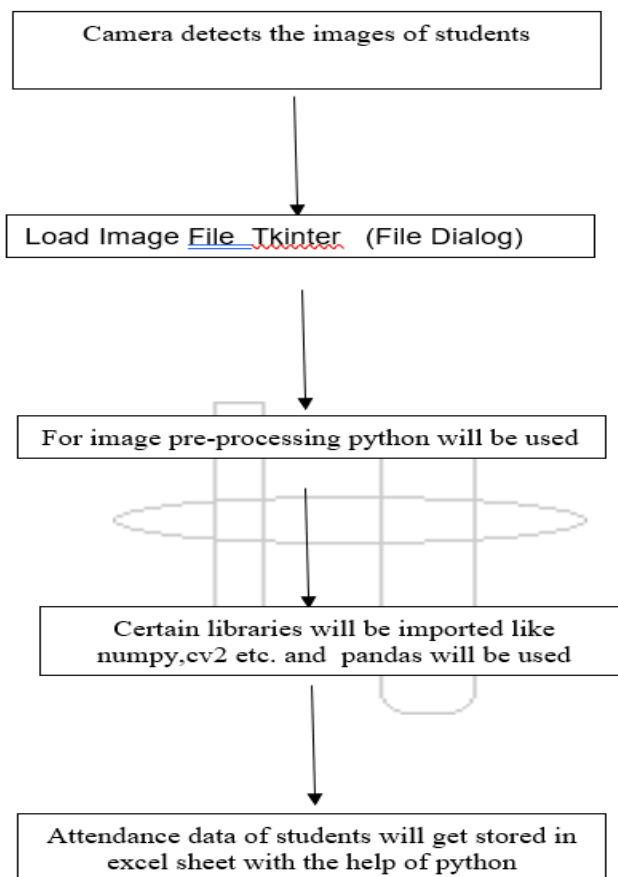 Camera detects the images of students
Load Image File Tkinter (File Dialog)
For image pre-processing python will be used
Certain libraries will be imported like
numpy,cv2 etc. and pandas will be used
Attendance data of students will get stored in
excel sheet with the help of python